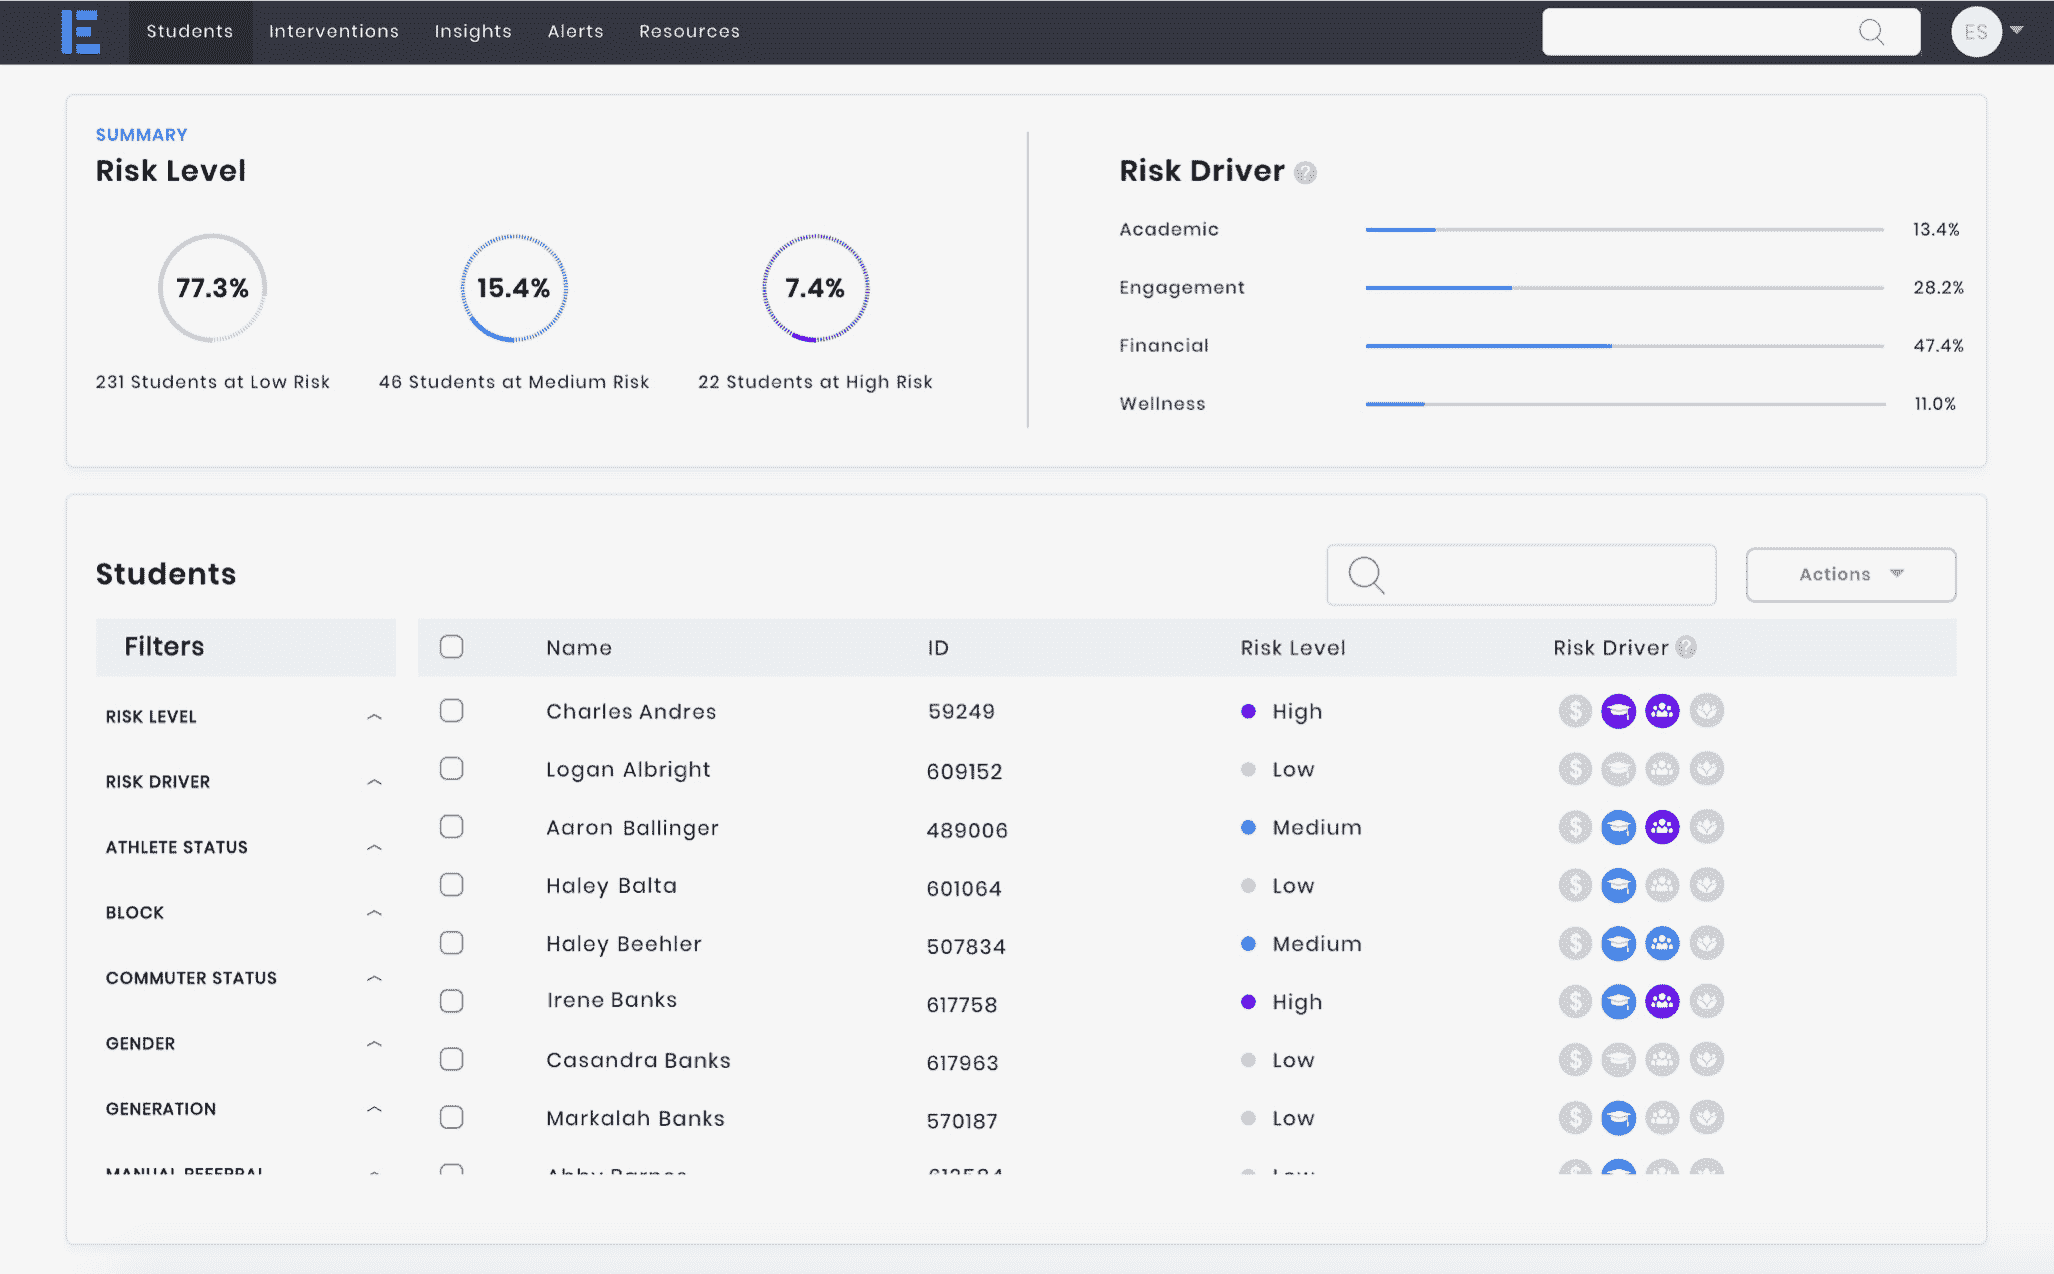 Students Interventions Insights Alerts Resources ES
SUMMARY
Risk Level
77.3% 15.4% 7.4%
231 Students at Low Risk 46 Students at Medium Risk 22 Students at High Risk
Risk Driver ?
Academic 13.4%
Engagement 28.2%
Financial 47.4%
Wellness 11.0%
Students
Actions
Filters
RISK LEVEL
RISK DRIVER
ATHLETE STATUS
BLOCK
COMMUTER STATUS
GENDER
GENERATION
MANUAL REFERRAL
Name ID Risk Level Risk Driver ?
Charles Andres 59249 High $
Logan Albright 609152 Low $
Aaron Ballinger 489006 Medium $
Haley Balta 601064 Low $
Haley Beehler 507834 Medium $
Irene Banks 617758 High $
Casandra Banks 617963 Low $
Markalah Banks 570187 Low $
Abby Barnes Low